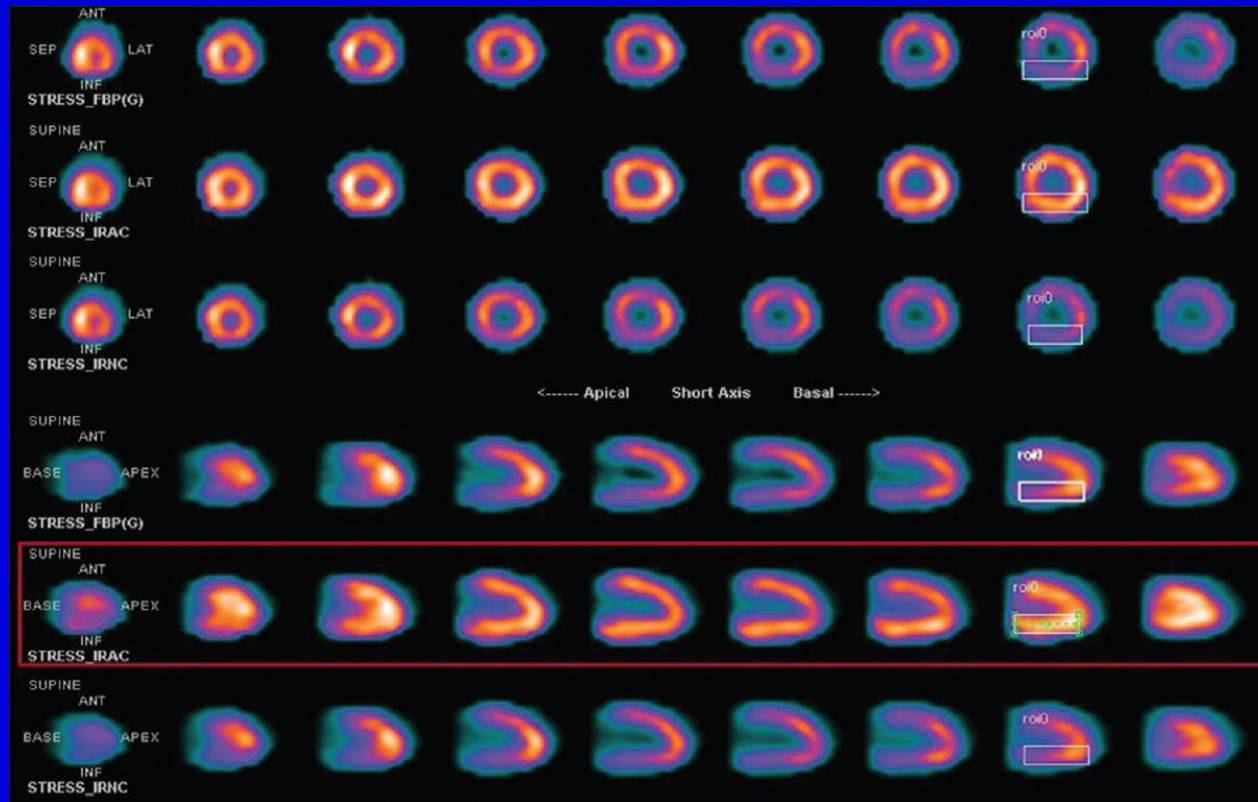 ANT
SEP LAT roi0
INF
STRESS_FBP(G)
SUPINE
ANT
SEP LAT roi0
INF
STRESS_IRAC
SUPINE
ANT
SEP LAT roi0
INF
STRESS_IRNC
<------ Apical Short Axis Basal ------>
SUPINE
ANT
BASE APEX roi0
INF
STRESS_FBP(G)
SUPINE
ANT
BASE APEX roi0
INF
STRESS_IRAC
SUPINE
ANT
BASE APEX roi0
INF
STRESS_IRNC